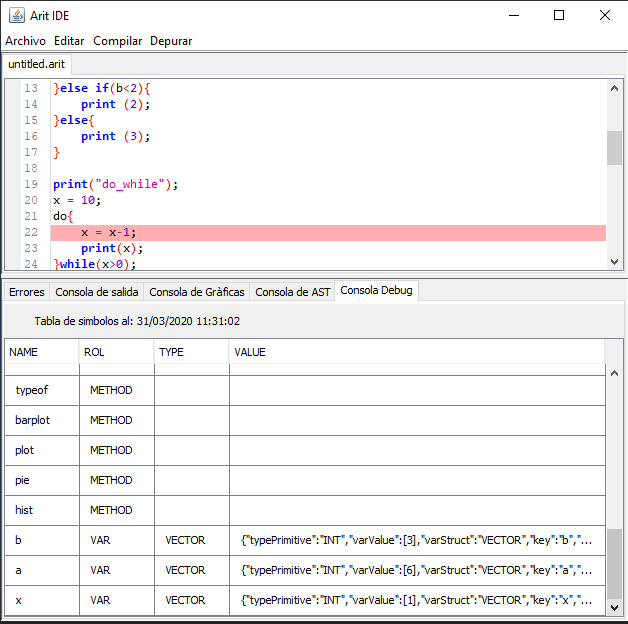 Arit IDE
Archivo Editar Compilar Depurar
untitled.arit
13 }else if(b<2){
14 print (2);
15 }else{
16 print (3);
17 }
18
19 print("do_while");
20 x = 10;
21 do{
22 x = x-1;
23 print(x);
24 }while(x>0);
Errores Consola de salida Consola de Gràficas Consola de AST Consola Debug
Tabla de simbolos al: 31/03/2020 11:31:02
NAME ROL TYPE VALUE
typeof METHOD
barplot METHOD
plot METHOD
pie METHOD
hist METHOD
b VAR VECTOR {"typePrimitive":"INT","varValue":[3],"varStruct":"VECTOR","key":"b","...
a VAR VECTOR {"typePrimitive":"INT","varValue":[6],"varStruct":"VECTOR","key":"a","...
x VAR VECTOR {"typePrimitive":"INT","varValue":[1],"varStruct":"VECTOR","key":"x","...